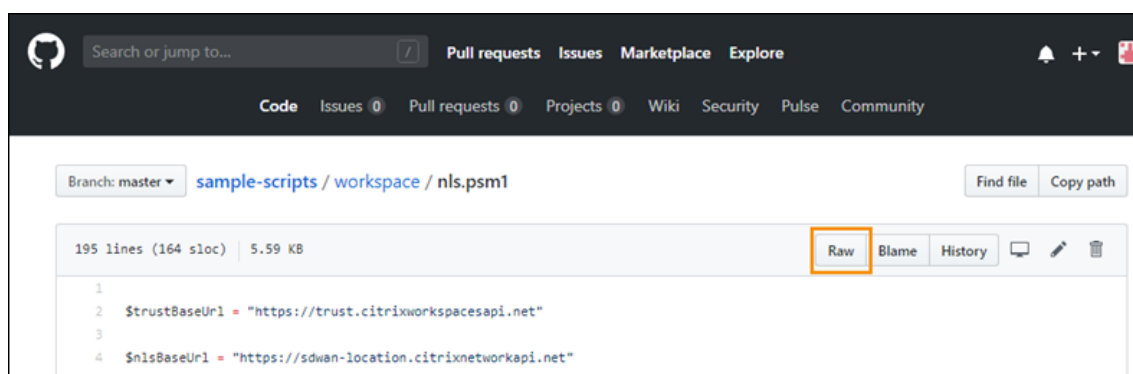 Search or jump to... / Pull requests Issues Marketplace Explore
Code Issues 0 Pull requests 0 Projects 0 Wiki Security Pulse Community
Branch: master sample-scripts / workspace / nls.psm1 Find file Copy path
195 lines (164 sloc) 5.59 KB Raw Blame History
1
2 $trustBaseUrl = "https://trust.citrixworkspacesapi.net"
3
4 $nlsBaseUrl = "https://sdwan-location.citrixnetworkapi.net"